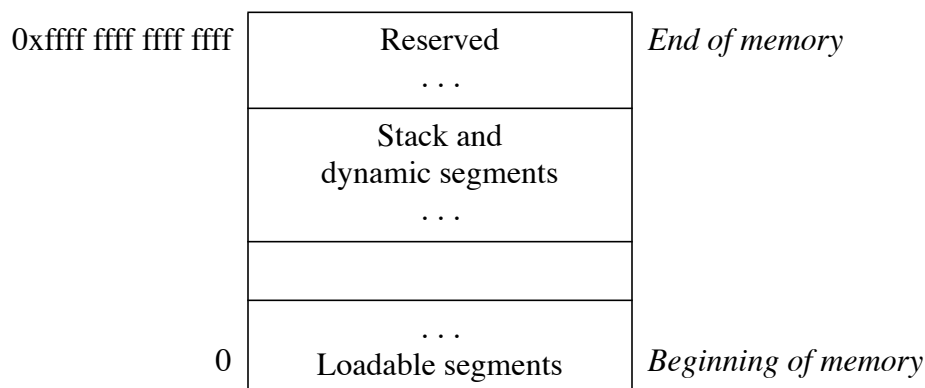 0xffff ffff ffff ffff Reserved End of memory
. . .
Stack and
dynamic segments
. . .
. . .
0 Loadable segments Beginning of memory